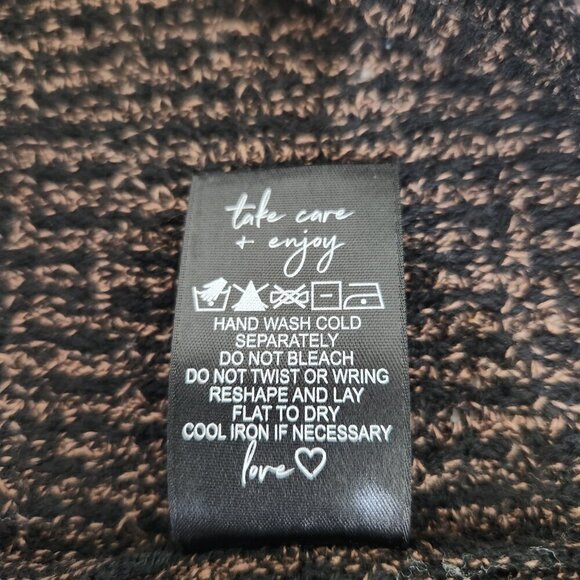 take care
+ enjoy
HAND WASH COLD
SEPARATELY
DO NOT BLEACH
DO NOT TWIST OR WRING
RESHAPE AND LAY
FLAT TO DRY
COOL IRON IF NECESSARY
love♡